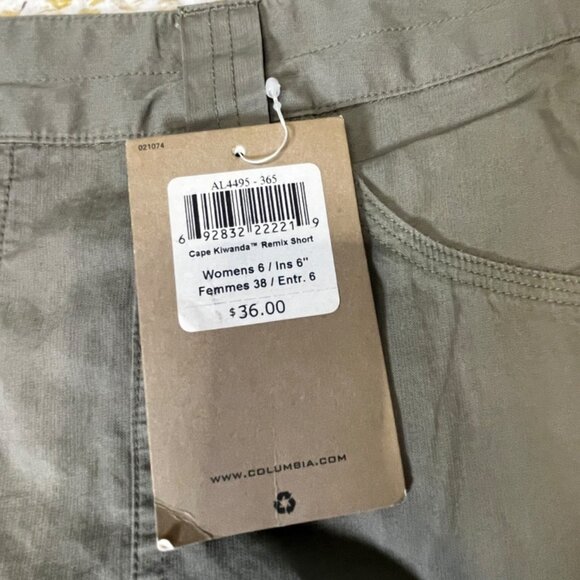 021074
AL4495 - 365
6 92832 22221 9
Cape Kiwanda™ Remix Short
Womens 6 / Ins 6"
Femmes 38 / Entr. 6
$36.00
WWW.COLUMBIA.COM